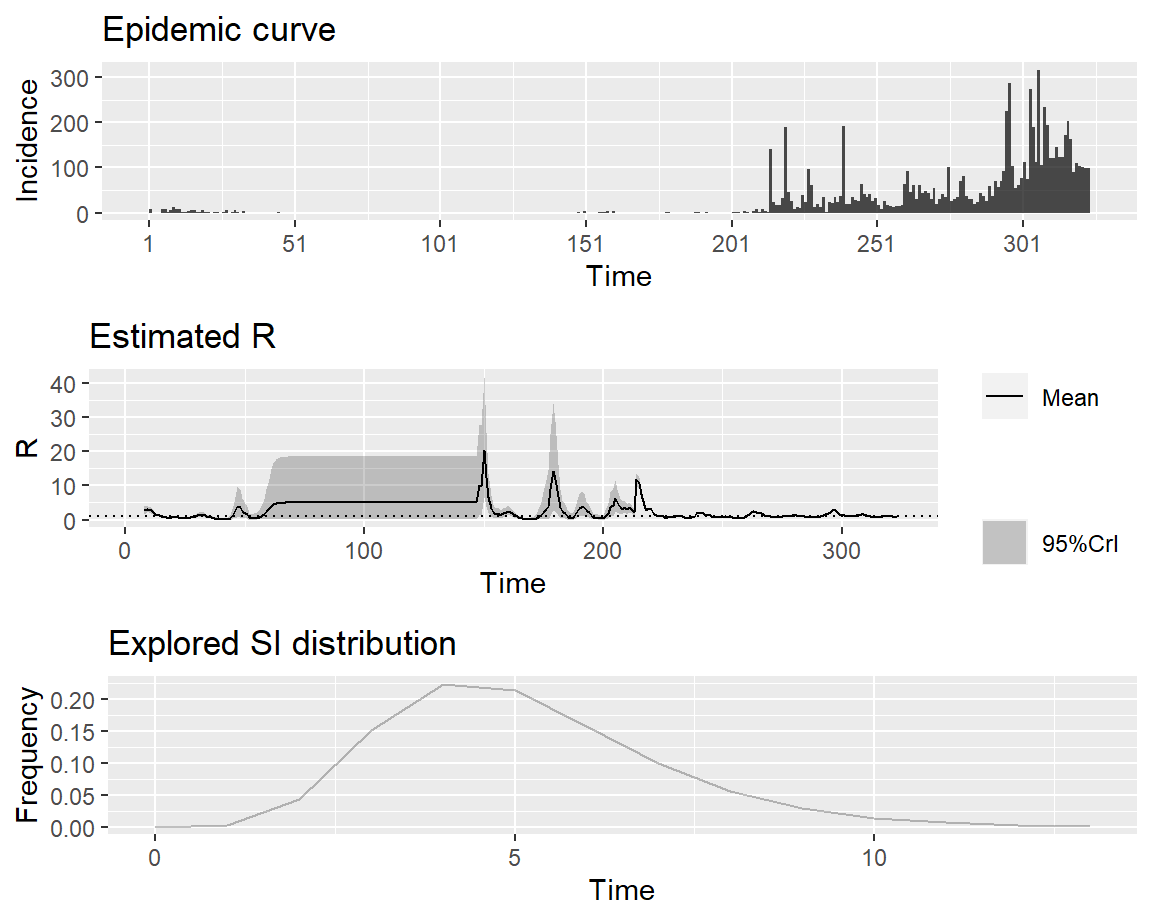 Epidemic curve
Incidence
300
200
100
0
1 51 101 151 201 251 301
Time
Estimated R
R
40
30
20
10
0
0 100 200 300
Time
Mean
95%CrI
Explored SI distribution
Frequency
0.20
0.15
0.10
0.05
0.00
0 5 10
Time